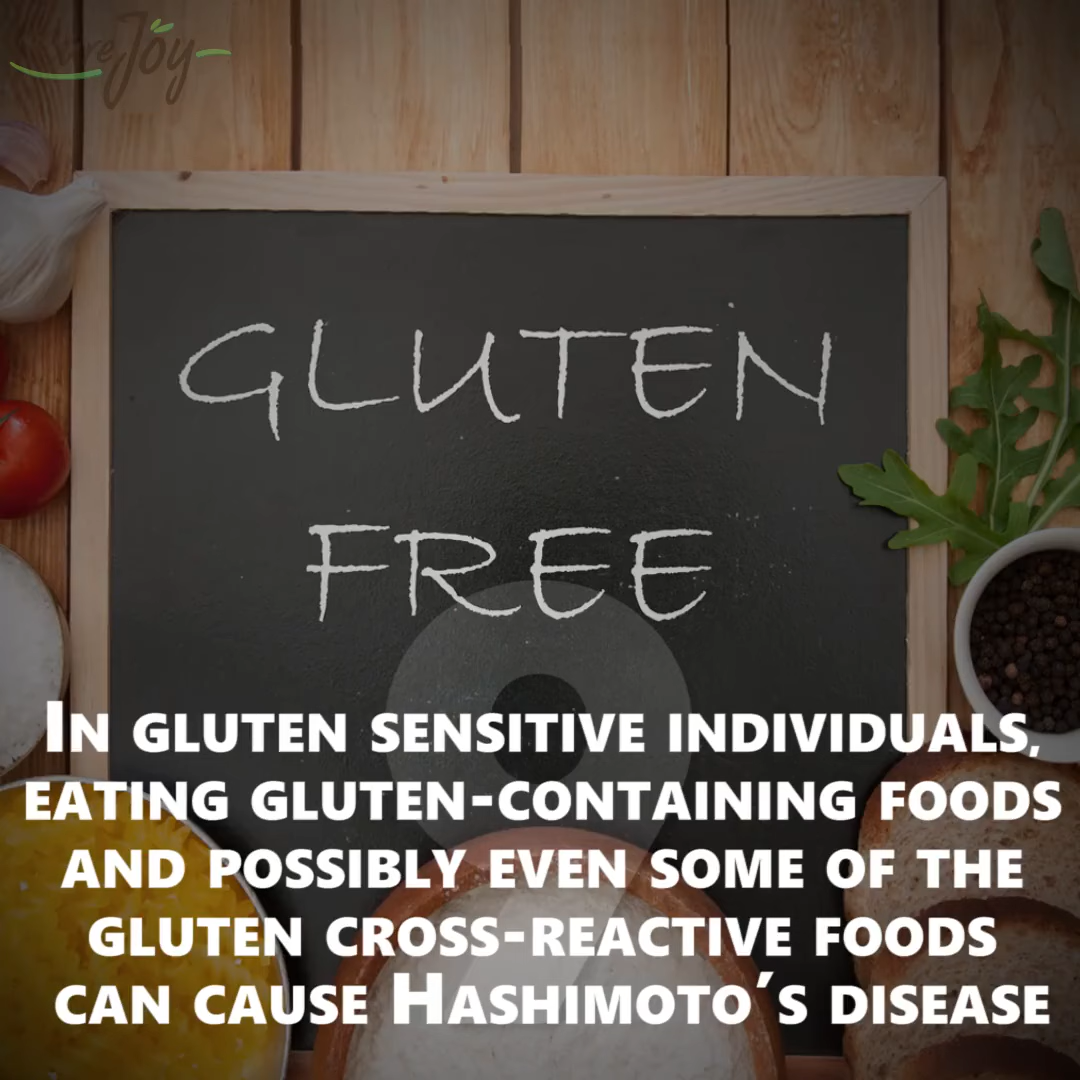 Joy
GLUTEN
FREE
In gluten sensitive individuals,
eating gluten-containing foods
and possibly even some of the
gluten cross-reactive foods
can cause Hashimoto's disease